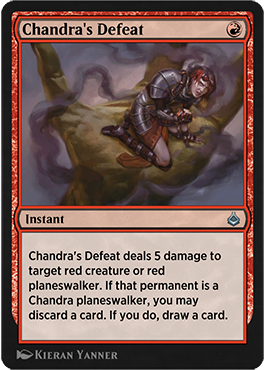 Chandra's Defeat
Instant
Chandra's Defeat deals 5 damage to
target red creature or red
planeswalker. If that permanent is a
Chandra planeswalker, you may
discard a card. If you do, draw a card.
KIERAN YANNER